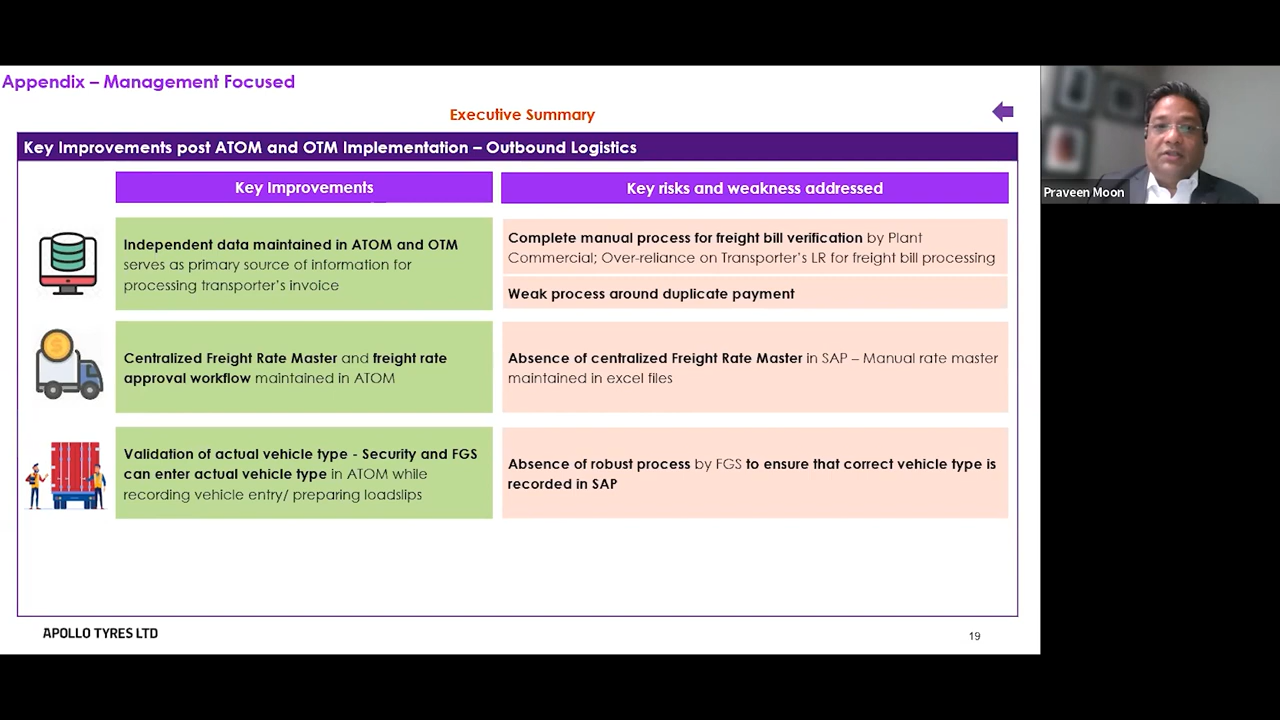 Appendix – Management Focused
Executive Summary
Key Improvements post ATOM and OTM Implementation – Outbound Logistics
Key Improvements
Key risks and weakness addressed
Independent data maintained in ATOM and OTM
serves as primary source of information for
processing transporter's invoice
Complete manual process for freight bill verification by Plant
Commercial; Over-reliance on Transporter's LR for freight bill processing
Weak process around duplicate payment
Centralized Freight Rate Master and freight rate
approval workflow maintained in ATOM
Absence of centralized Freight Rate Master in SAP – Manual rate master
maintained in excel files
Validation of actual vehicle type - Security and FGS
can enter actual vehicle type in ATOM while
recording vehicle entry/ preparing loadslips
Absence of robust process by FGS to ensure that correct vehicle type is
recorded in SAP
APOLLO TYRES LTD
19
Praveen Moon